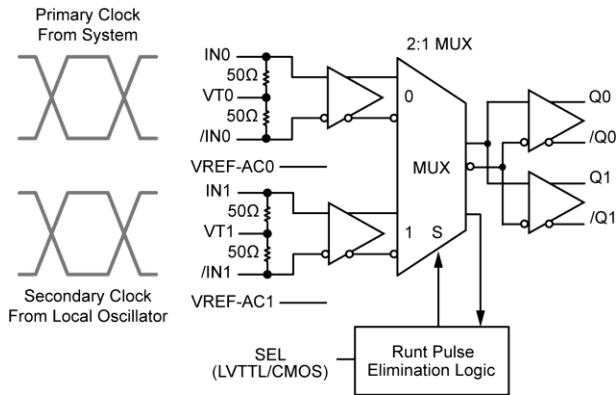 Primary Clock
From System
IN0
50Ω
VT0
50Ω
/IN0
VREF-AC0
2:1 MUX
0
MUX
1
S
Q0
/Q0
Q1
/Q1
IN1
50Ω
VT1
50Ω
/IN1
VREF-AC1
Secondary Clock
From Local Oscillator
SEL
(LVTTL/CMOS)
Runt Pulse
Elimination Logic